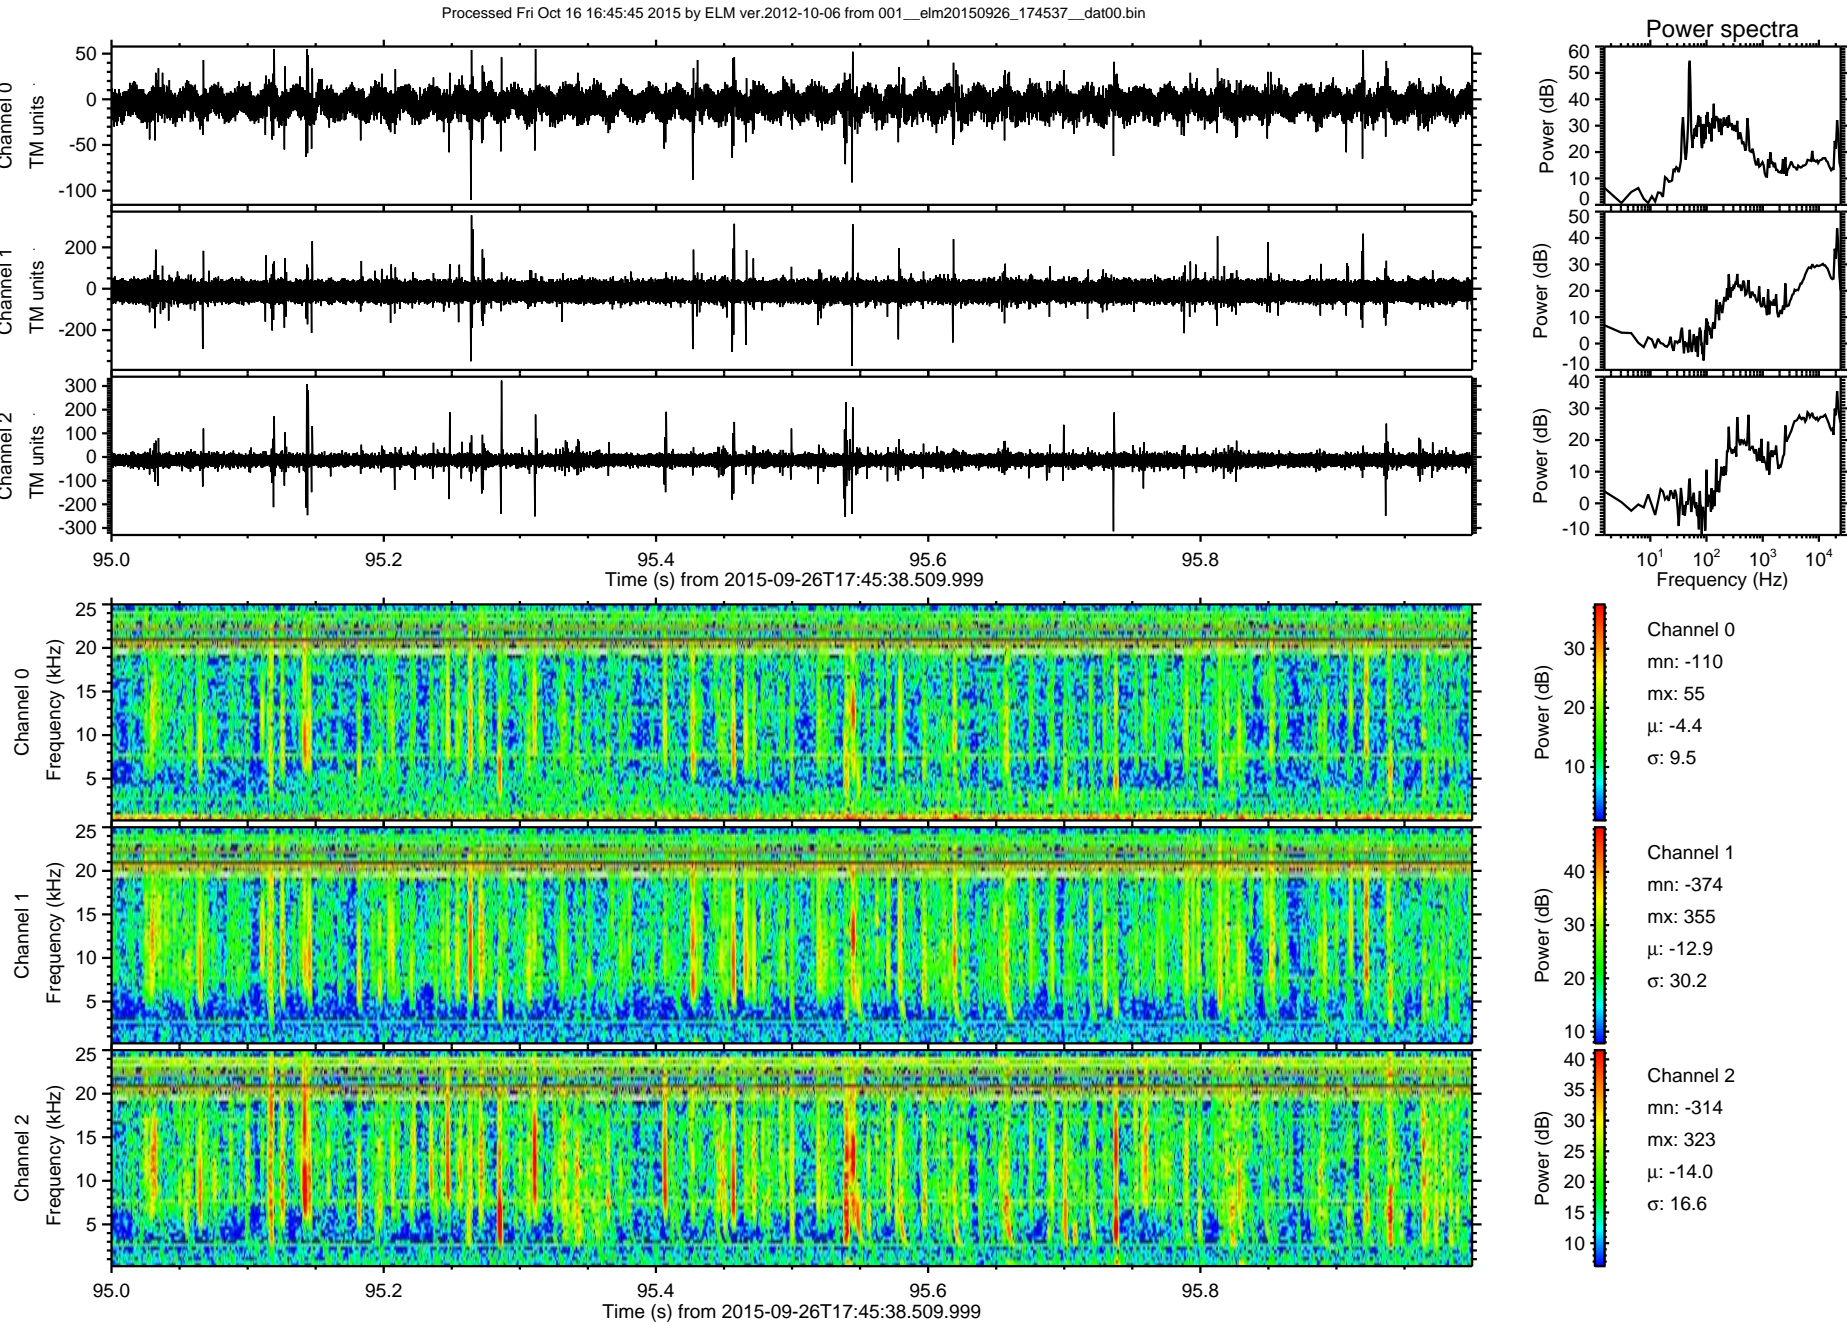 Processed Fri Oct 16 16:45:45 2015 by ELM ver.2012-10-06 from 001__elm20150926_174537__dat00.bin
Power spectra
Channel 0
TM units
50
0
-50
-100
Power (dB)
60
50
40
30
20
10
0
Channel 1
TM units
200
0
-200
Power (dB)
50
40
30
20
10
0
-10
Channel 2
TM units
300
200
100
0
-100
-200
-300
Power (dB)
40
30
20
10
0
-10
95.0 95.2 95.4 95.6 95.8
Time (s) from 2015-09-26T17:45:38.509.999
10^1 10^2 10^3 10^4
Frequency (Hz)
Channel 0
Frequency (kHz)
25
20
15
10
5
Power (dB)
30
20
10
Channel 0
mn: -110
mx: 55
µ: -4.4
σ: 9.5
Channel 1
Frequency (kHz)
25
20
15
10
5
Power (dB)
40
30
20
10
Channel 1
mn: -374
mx: 355
µ: -12.9
σ: 30.2
Channel 2
Frequency (kHz)
25
20
15
10
5
Power (dB)
40
35
30
25
20
15
10
Channel 2
mn: -314
mx: 323
µ: -14.0
σ: 16.6
95.0 95.2 95.4 95.6 95.8
Time (s) from 2015-09-26T17:45:38.509.999